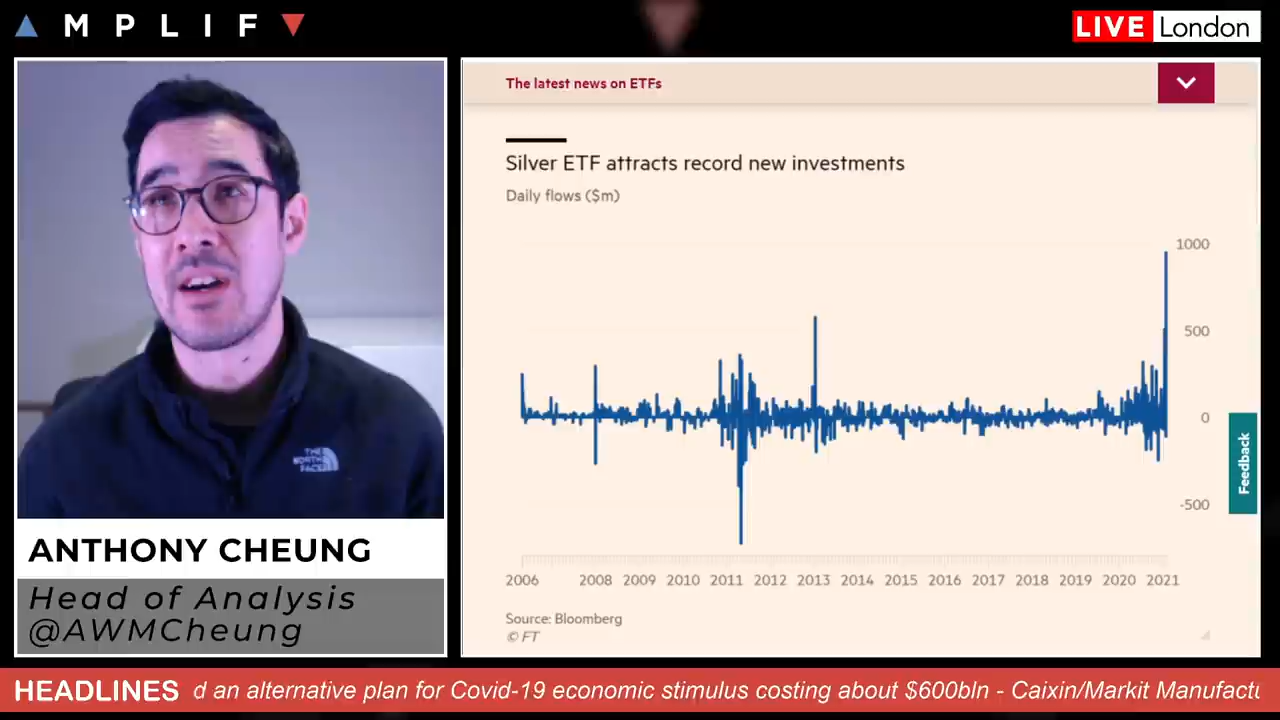 MPLIF
LIVE London
The latest news on ETFs
Silver ETF attracts record new investments
Daily flows ($m)
1000
500
0
-500
2006 2008 2009 2010 2011 2012 2013 2014 2015 2016 2017 2018 2019 2020 2021
Source: Bloomberg
© FT
Feedback
THE
NORTH
FACE
ANTHONY CHEUNG
Head of Analysis
@AWMCheung
HEADLINES d an alternative plan for Covid-19 economic stimulus costing about $600bln - Caixin/Markit Manufactu